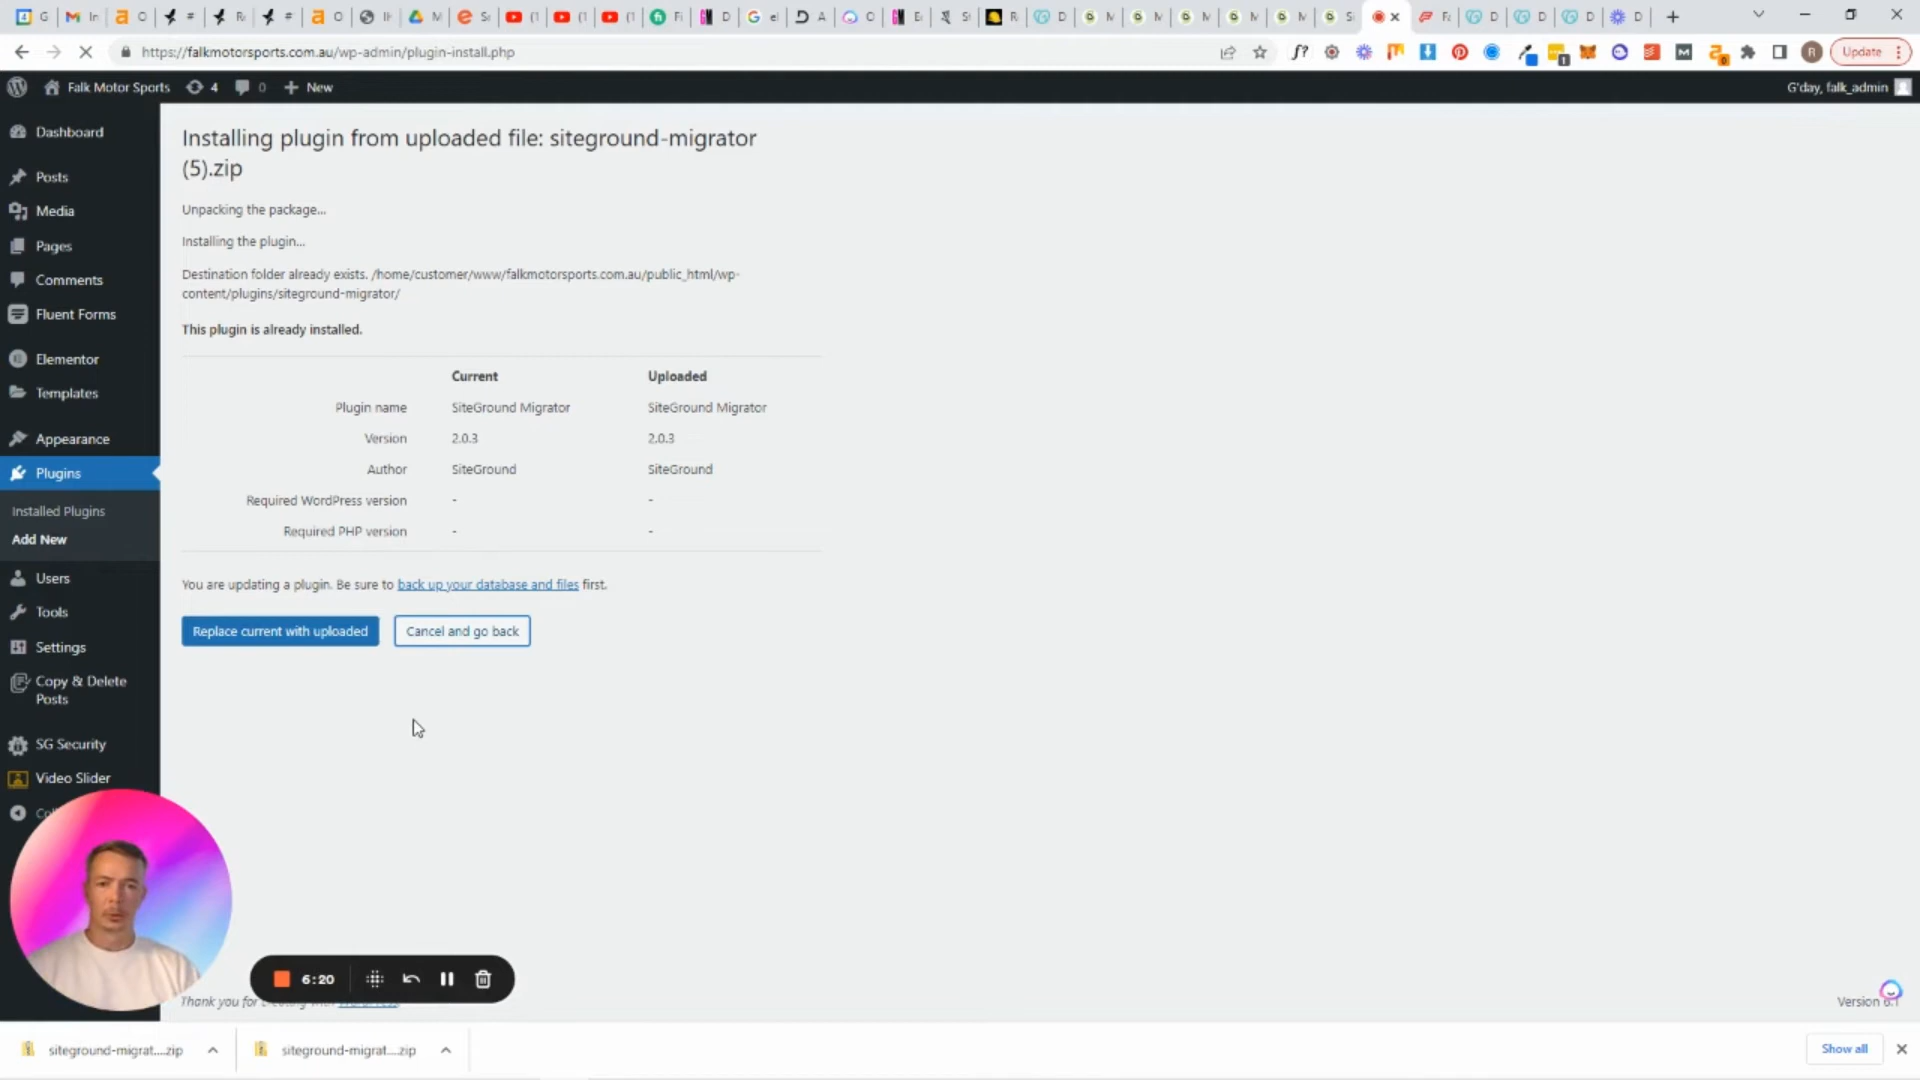 https://falkmotorsports.com.au/wp-admin/plugin-install.php
Update
Falk Motor Sports 4 0 New
G'day, falk_admin
Dashboard
Posts
Media
Pages
Comments
Fluent Forms
Elementor
Templates
Appearance
Plugins
Installed Plugins
Add New
Users
Tools
Settings
Copy & Delete
Posts
SG Security
Video Slider
Installing plugin from uploaded file: siteground-migrator
(5).zip
Unpacking the package...
Installing the plugin...
Destination folder already exists. /home/customer/www/falkmotorsports.com.au/public_html/wp-
content/plugins/siteground-migrator/
This plugin is already installed.
Current Uploaded
Plugin name SiteGround Migrator SiteGround Migrator
Version 2.0.3 2.0.3
Author SiteGround SiteGround
Required WordPress version - -
Required PHP version - -
You are updating a plugin. Be sure to back up your database and files first.
Replace current with uploaded Cancel and go back
6:20
Thank you for
Version 6.1
siteground-migrat....zip siteground-migrat....zip
Show all